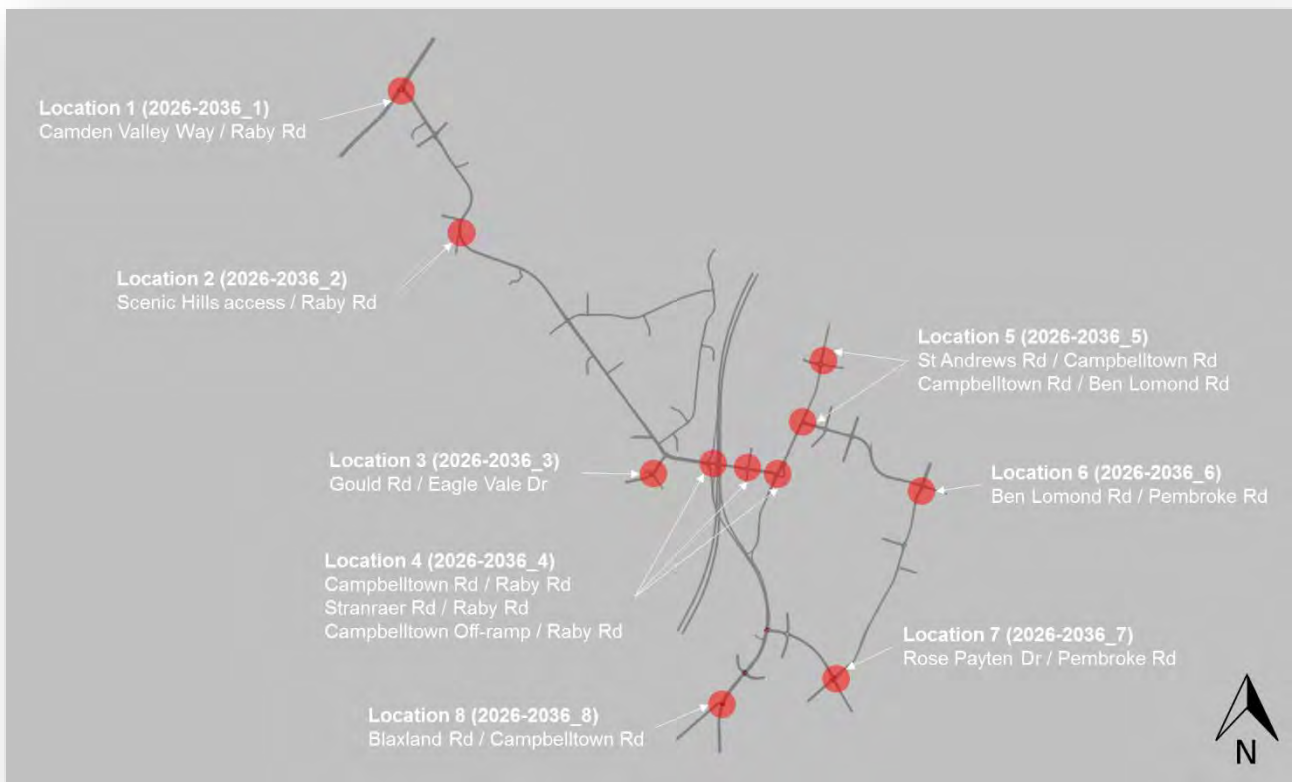 Location 1 (2026-2036_1)
Camden Valley Way / Raby Rd
Location 2 (2026-2036_2)
Scenic Hills access / Raby Rd
Location 5 (2026-2036_5)
St Andrews Rd / Campbelltown Rd
Campbelltown Rd / Ben Lomond Rd
Location 3 (2026-2036_3)
Gould Rd / Eagle Vale Dr
Location 6 (2026-2036_6)
Ben Lomond Rd / Pembroke Rd
Location 4 (2026-2036_4)
Campbelltown Rd / Raby Rd
Stranraer Rd / Raby Rd
Campbelltown Off-ramp / Raby Rd
Location 7 (2026-2036_7)
Rose Payten Dr / Pembroke Rd
Location 8 (2026-2036_8)
Blaxland Rd / Campbelltown Rd
N